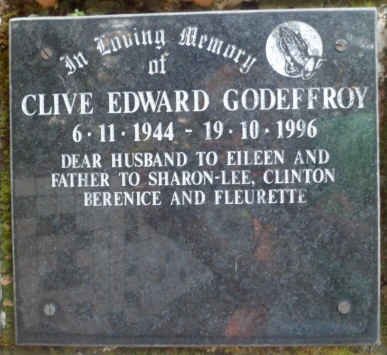 In Loving Memory
of
CLIVE EDWARD GODEFFROY
6·11·1944 - 19·10·1996
DEAR HUSBAND TO EILEEN AND
FATHER TO SHARON-LEE, CLINTON
BERENICE AND FLEURETTE